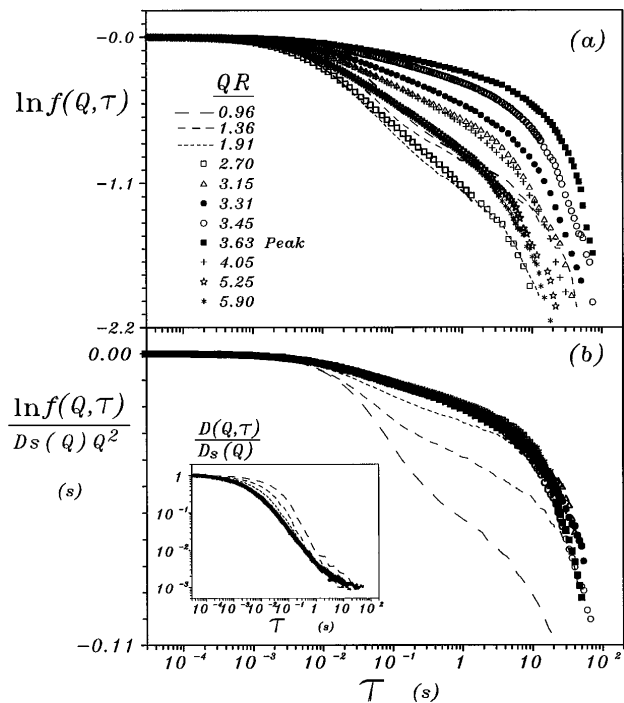 (a)
-0.0
ln f(Q,τ)
-1.1
-2.2
QR
0.96
1.36
1.91
2.70
3.15
3.31
3.45
3.63 Peak
4.05
5.25
5.90
(b)
0.00
ln f(Q,τ)
Ds(Q)Q²
(s)
-0.11
D(Q,τ)
Ds(Q)
1
10⁻¹
10⁻²
10⁻³
10⁻⁴ 10⁻³ 10⁻² 10⁻¹ 1 10¹ 10²
τ (s)
10⁻⁴ 10⁻³ 10⁻² 10⁻¹ 1 10¹ 10²
τ (s)